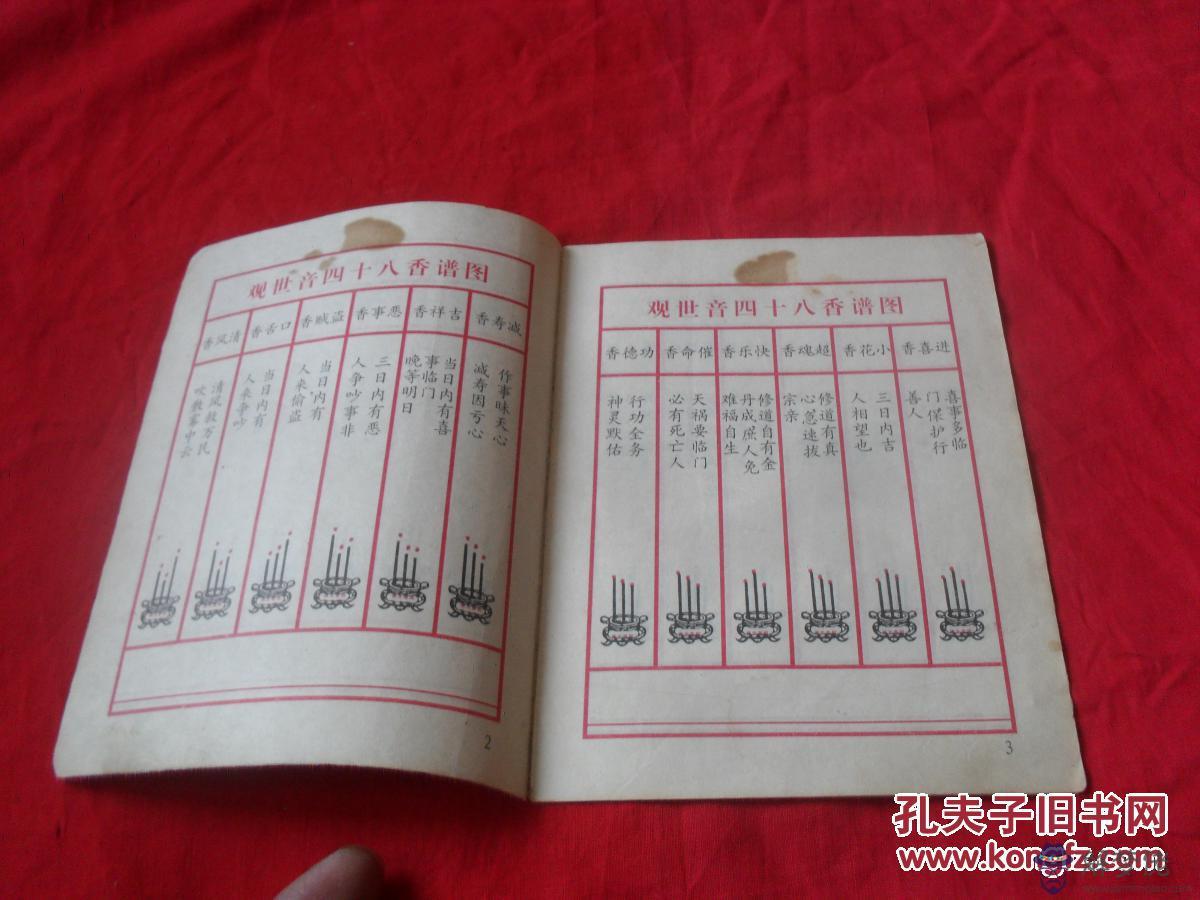 观世音四十八香谱图
减寿香
作事昧天心
减寿因亏心
吉祥香
当日内有喜
事临门
晚等明日
恶事香
三日内有恶
人争吵事非
盗贼香
当日内有
人来偷盗
口舌香
当日内有
人来争吵
清风香
清风救万民
吹散雾中云
2
观世音四十八香谱图
进喜香
喜事多临
门保护行
善人
小花香
三日内吉
人相望也
超魂香
修道有真
心急速拔
宗亲
快乐香
修道自有金
丹成庶人免
难福自生
催命香
天祸要临门
必有死亡人
功德香
行功全务
神灵默佑
3
孔夫子旧书网
www.kongfz.com